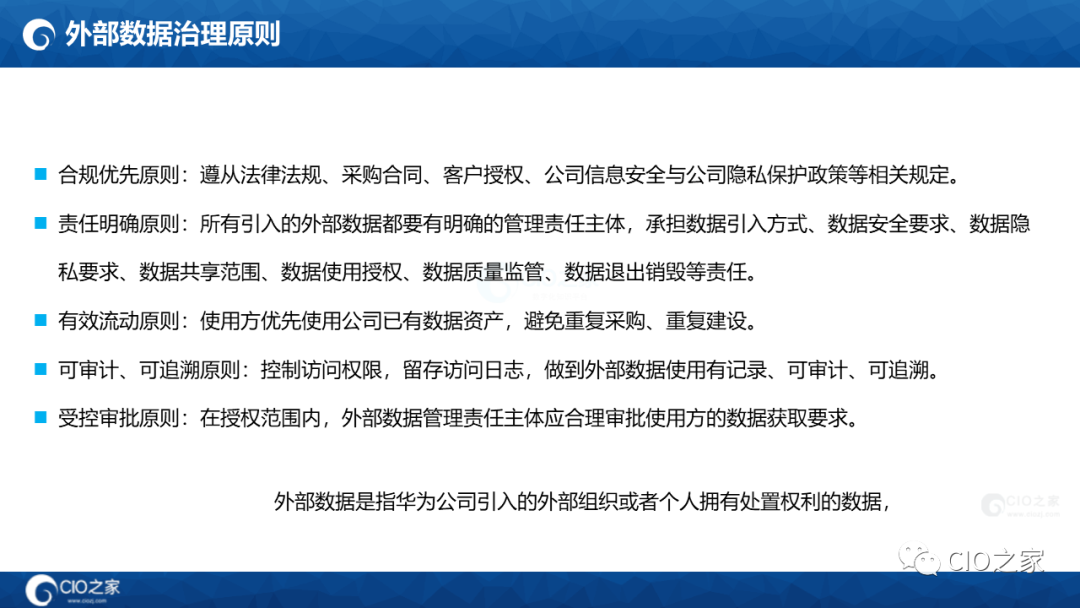 外部数据治理原则
合规优先原则：遵从法律法规、采购合同、客户授权、公司信息安全与公司隐私保护政策等相关规定。
责任明确原则：所有引入的外部数据都要有明确的管理责任主体，承担数据引入方式、数据安全要求、数据隐
私要求、数据共享范围、数据使用授权、数据质量监管、数据退出销毁等责任。
有效流动原则：使用方优先使用公司已有数据资产，避免重复采购、重复建设。
可审计、可追溯原则：控制访问权限，留存访问日志，做到外部数据使用有记录、可审计、可追溯。
受控审批原则：在授权范围内，外部数据管理责任主体应合理审批使用方的数据获取要求。
外部数据是指华为公司引入的外部组织或者个人拥有处置权利的数据，
CIO之家
www.ciozj.com
CIO之家
CIO之家
www.ciozj.com